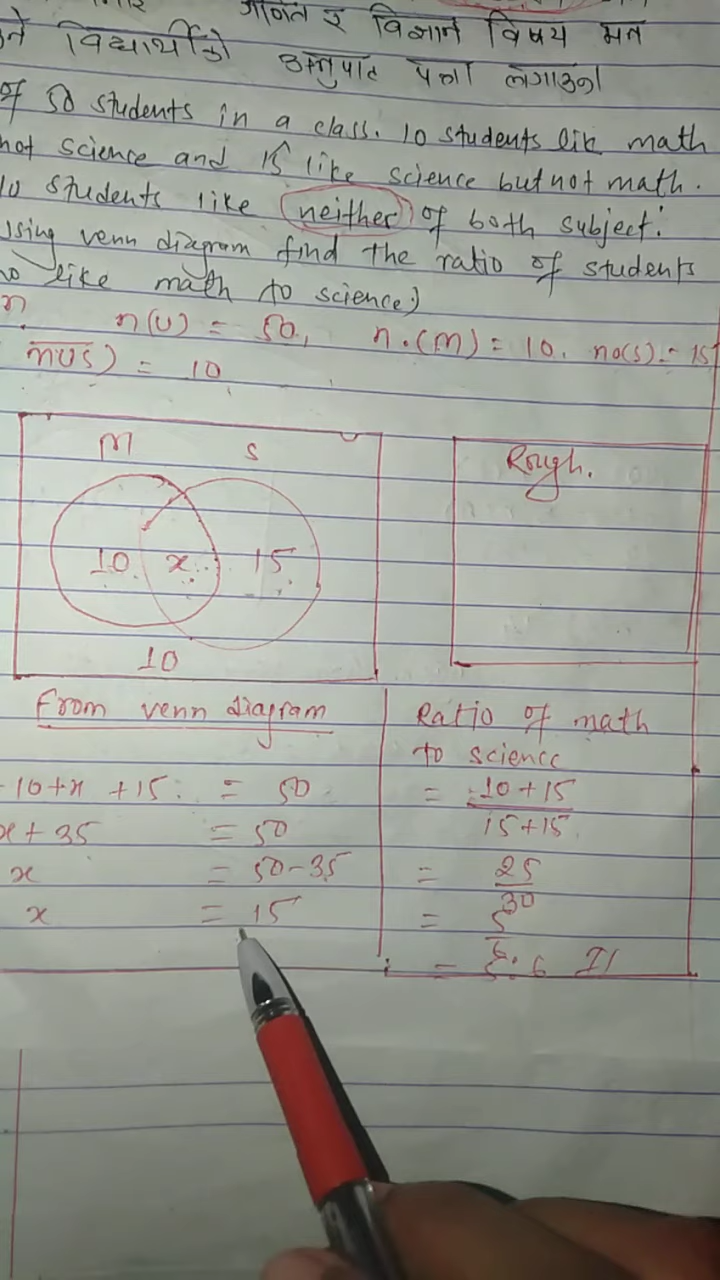 गणित र विज्ञान विषय मन
ने विद्यार्थीको अनुपात पत्ता लगाउन
of 50 students in a class. 10 students lik math
not science and 15 like science but not math.
10 students like neither of both subject.
using venn diagram find the ratio of students
who like math to science)
n(U) = 50, n.(M) = 10. no(s) = 15
MUS) = 10
M S
10 x 15
10
Rough.
From venn diagram
10+x +15 = 50
x + 35 = 50
x = 50-35
x = 15
Ratio of math
to science
= 10+15
15+15
= 25
30
= 5
6
= 5:6